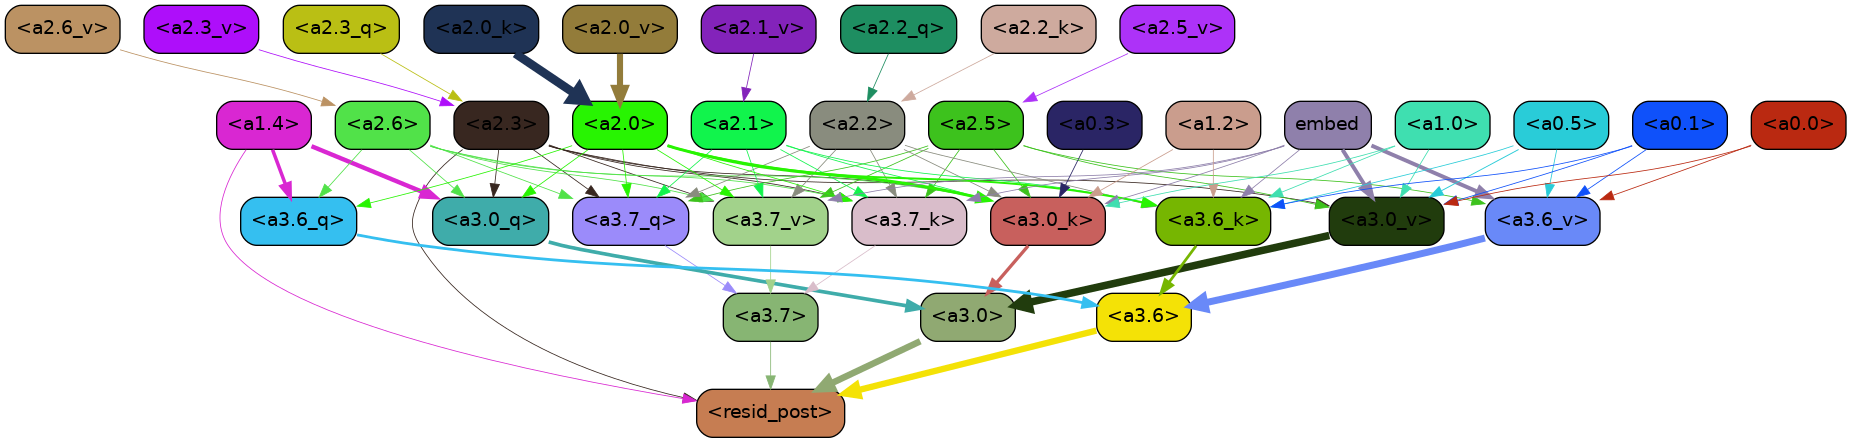 <a2.6_v> <a2.3_v> <a2.3_q> <a2.0_k> <a2.0_v> <a2.1_v> <a2.2_q> <a2.2_k> <a2.5_v>
<a1.4> <a2.6> <a2.3> <a2.0> <a2.1> <a2.2> <a2.5> <a0.3> <a1.2> embed <a1.0> <a0.5> <a0.1> <a0.0>
<a3.6_q> <a3.0_q> <a3.7_q> <a3.7_v> <a3.7_k> <a3.0_k> <a3.6_k> <a3.0_v> <a3.6_v>
<a3.7> <a3.0> <a3.6>
<resid_post>